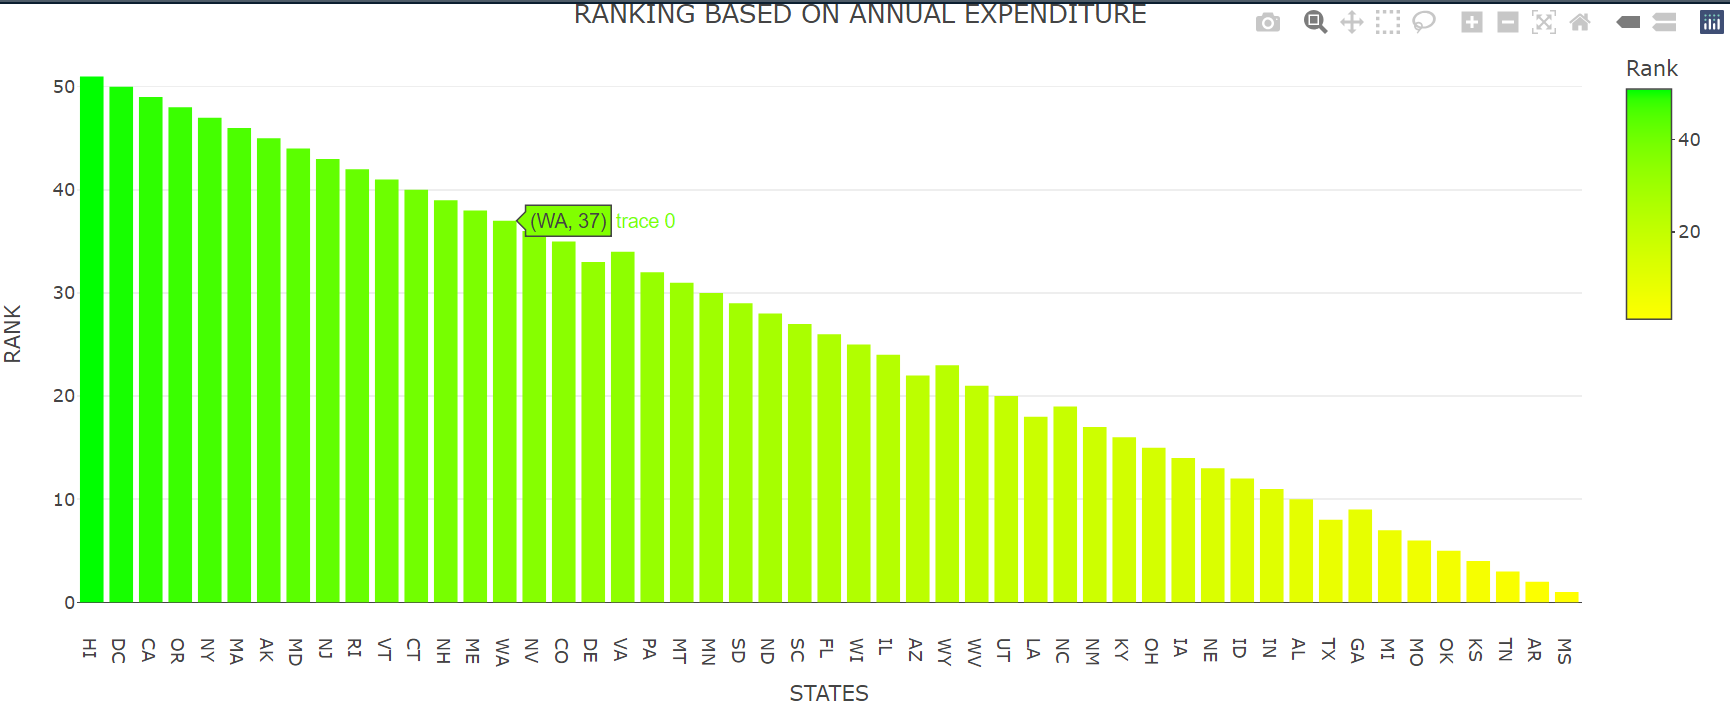 RANKING BASED ON ANNUAL EXPENDITURE
Rank
50
40
30
20
10
0
40
20
(WA, 37) trace 0
RANK
HI DC CA OR NY MA AK MD NJ RI VT CT NH ME WA NV CO DE VA PA MT MN SD ND SC FL WI IL AZ WY WV UT LA NC NM KY OH IA NE ID IN AL TX GA MI MO OK KS TN AR MS
STATES